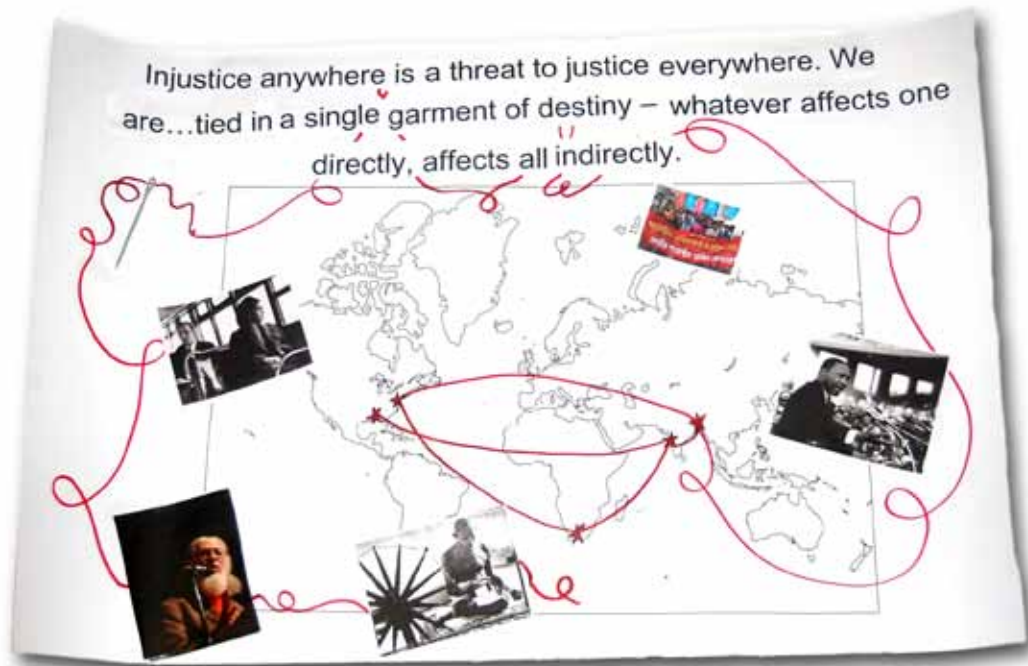 Injustice anywhere is a threat to justice everywhere. We
are…tied in a single garment of destiny – whatever affects one
directly, affects all indirectly.